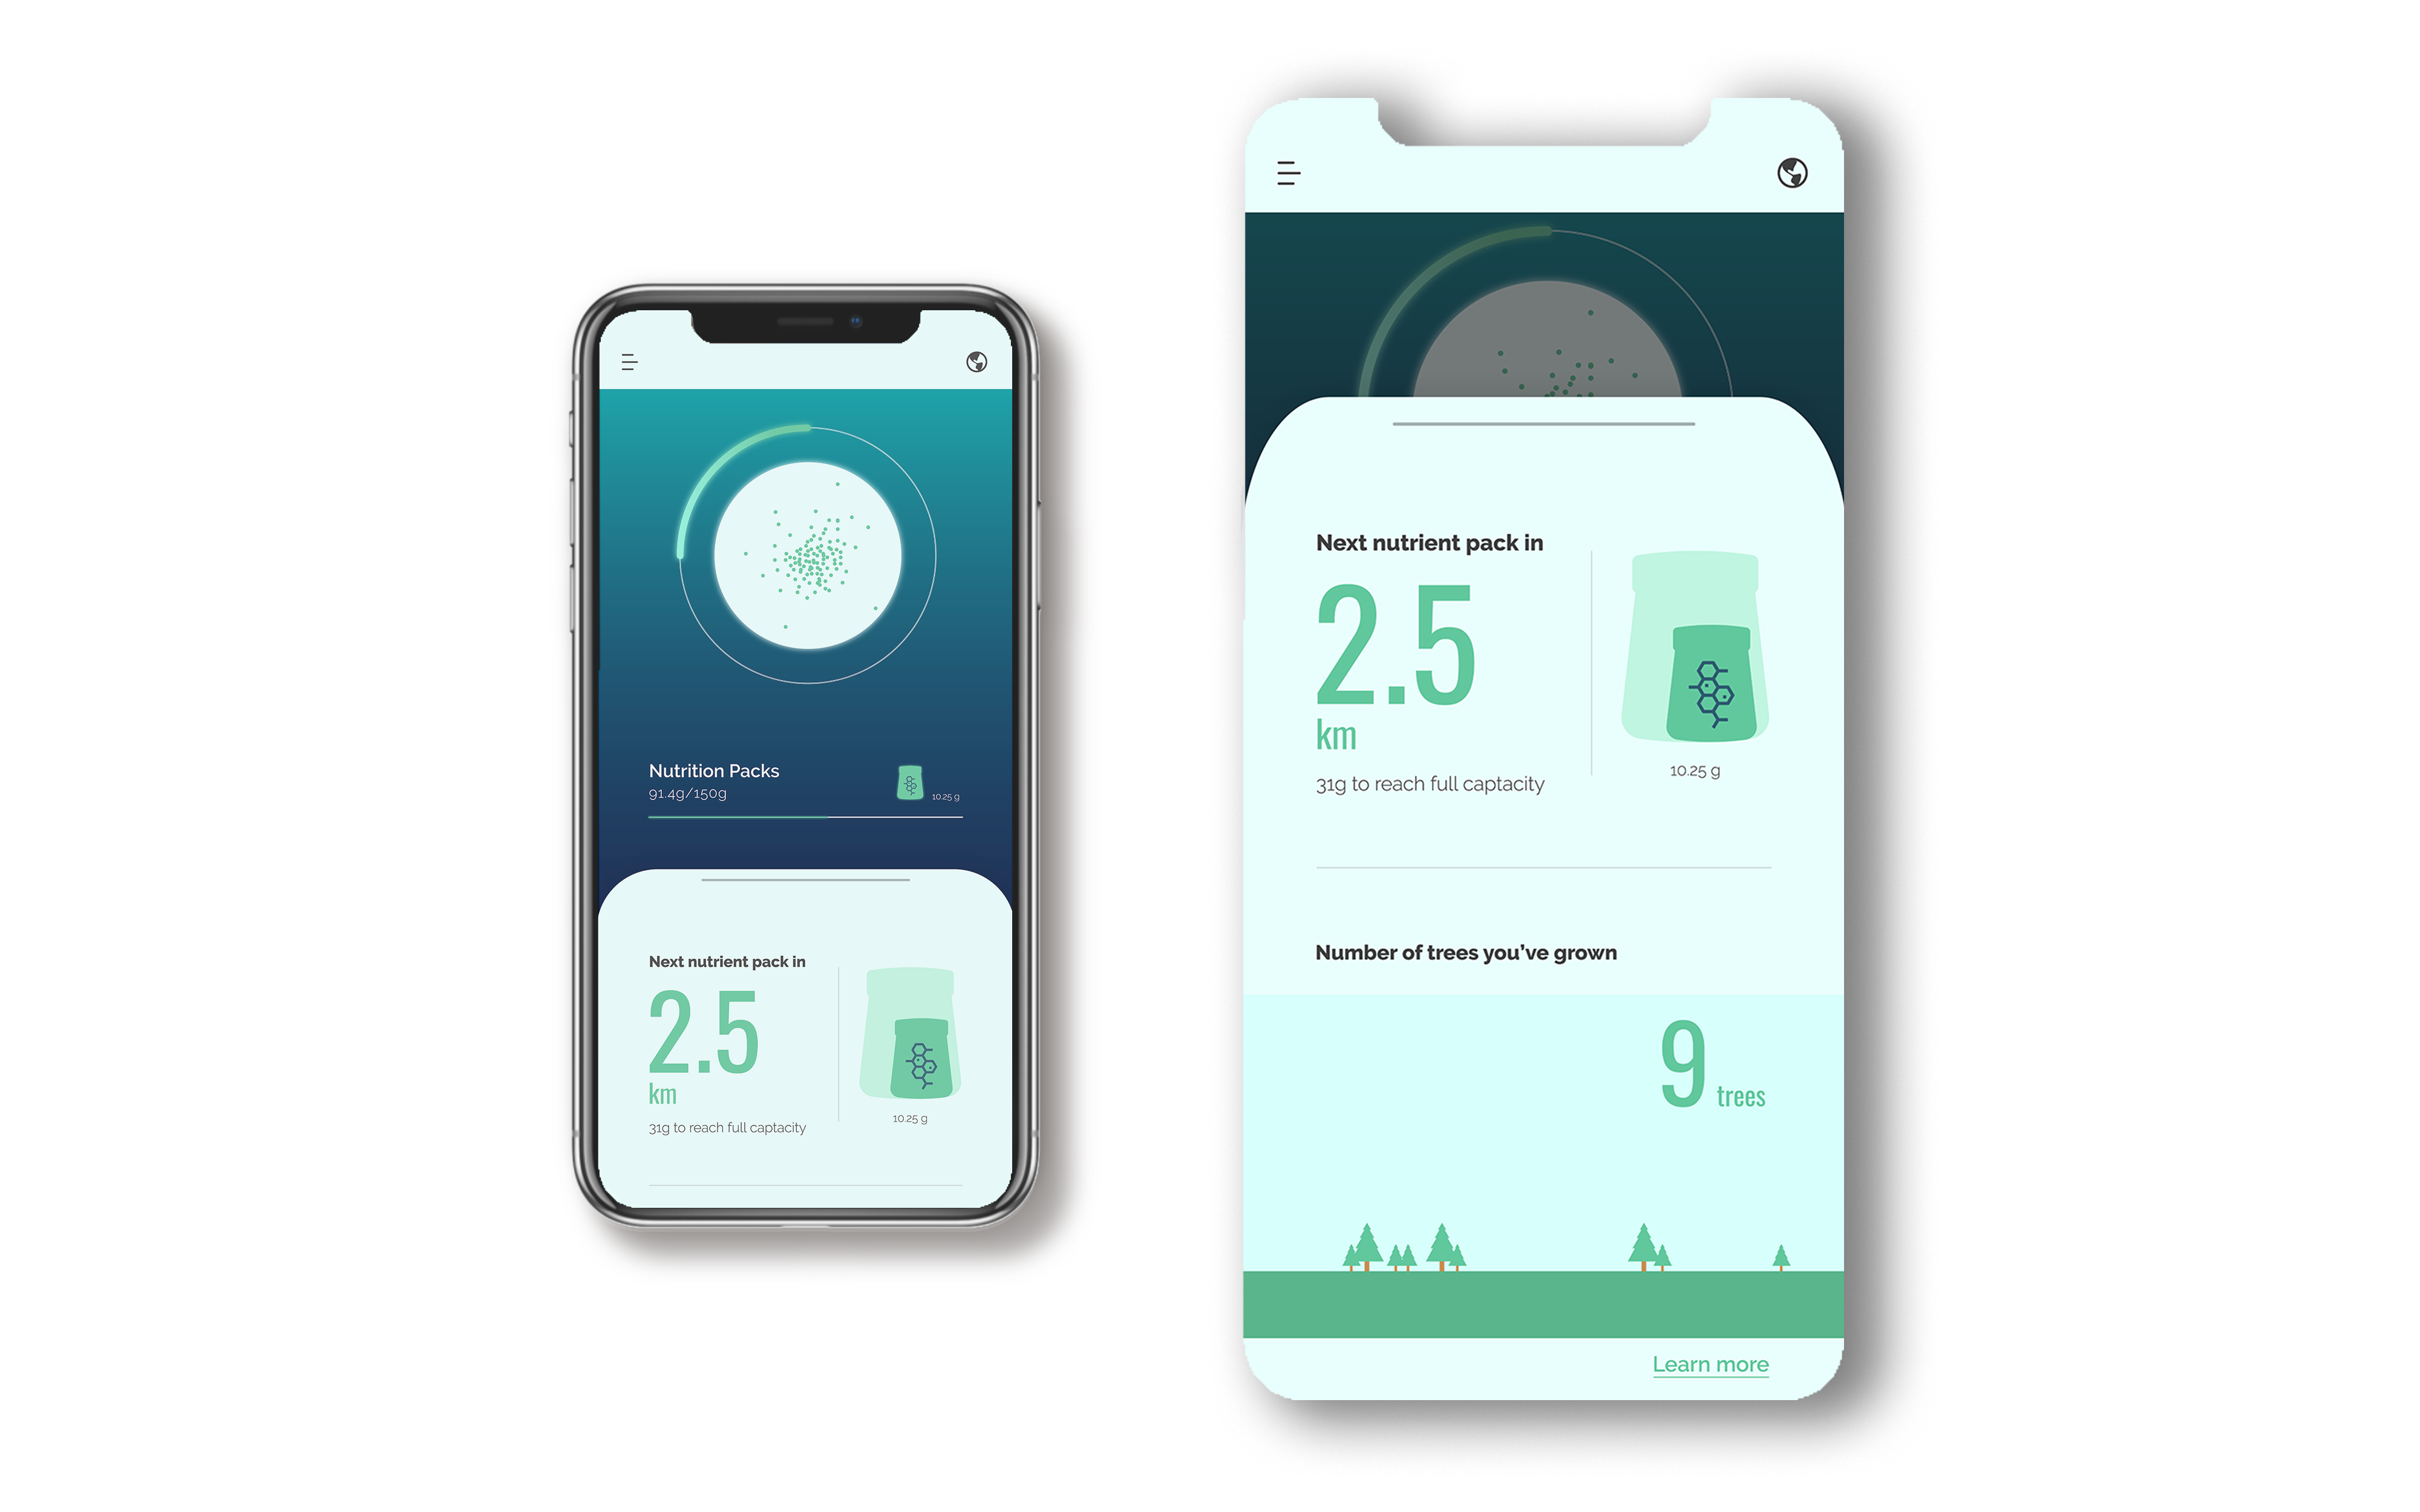 Nutrition Packs
91.4g/150g
10.25 g
Next nutrient pack in
2.5
km
31g to reach full captacity
10.25 g
Next nutrient pack in
2.5
km
31g to reach full captacity
10.25 g
Number of trees you've grown
9 trees
Learn more